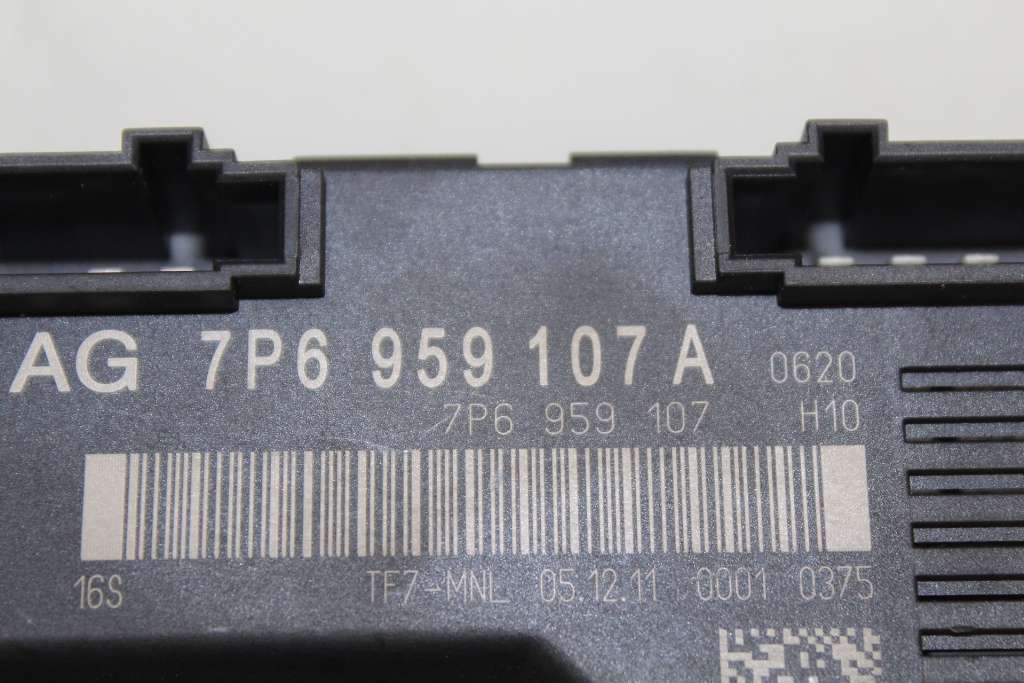 AG 7P6 959 107 A 0620
7P6 959 107 H10
16S TF7-MNL 05.12.11 0001 0375